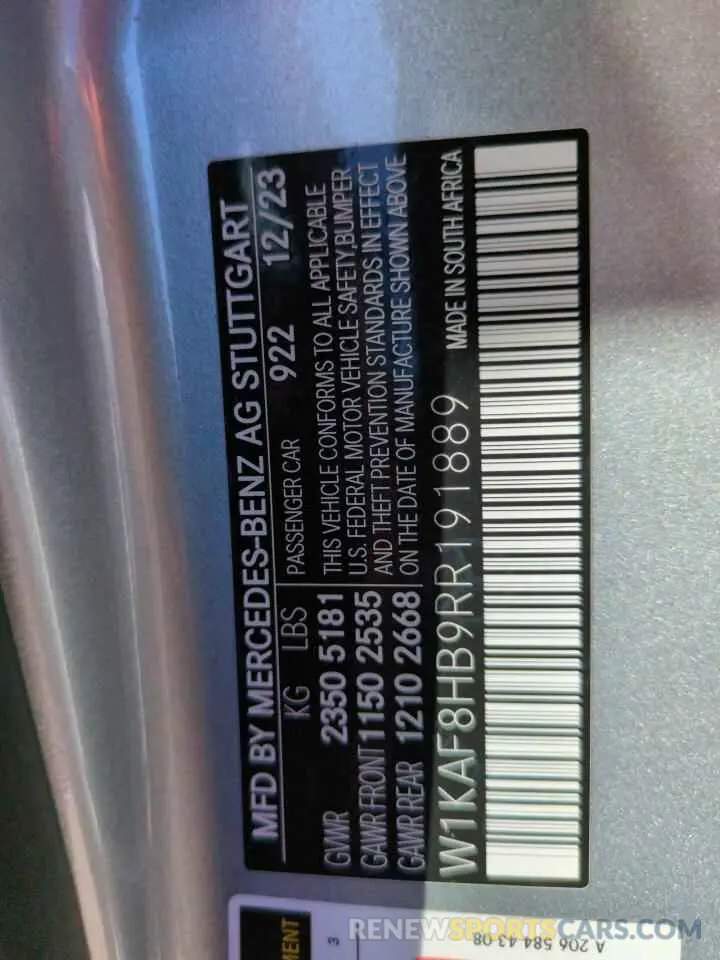 MFD BY MERCEDES-BENZ AG STUTTGART
KG LBS PASSENGER CAR 922 12/23
GVWR 2350 5181
GAWR FRONT 1150 2535
GAWR REAR 1210 2668
THIS VEHICLE CONFORMS TO ALL APPLICABLE
U.S. FEDERAL MOTOR VEHICLE SAFETY,BUMPER
AND THEFT PREVENTION STANDARDS IN EFFECT
ON THE DATE OF MANUFACTURE SHOWN ABOVE
W1KAF8HB9RR191889 MADE IN SOUTH AFRICA
MENT
3
A 206 584 43 08
RENEWSPORTSCARS.COM